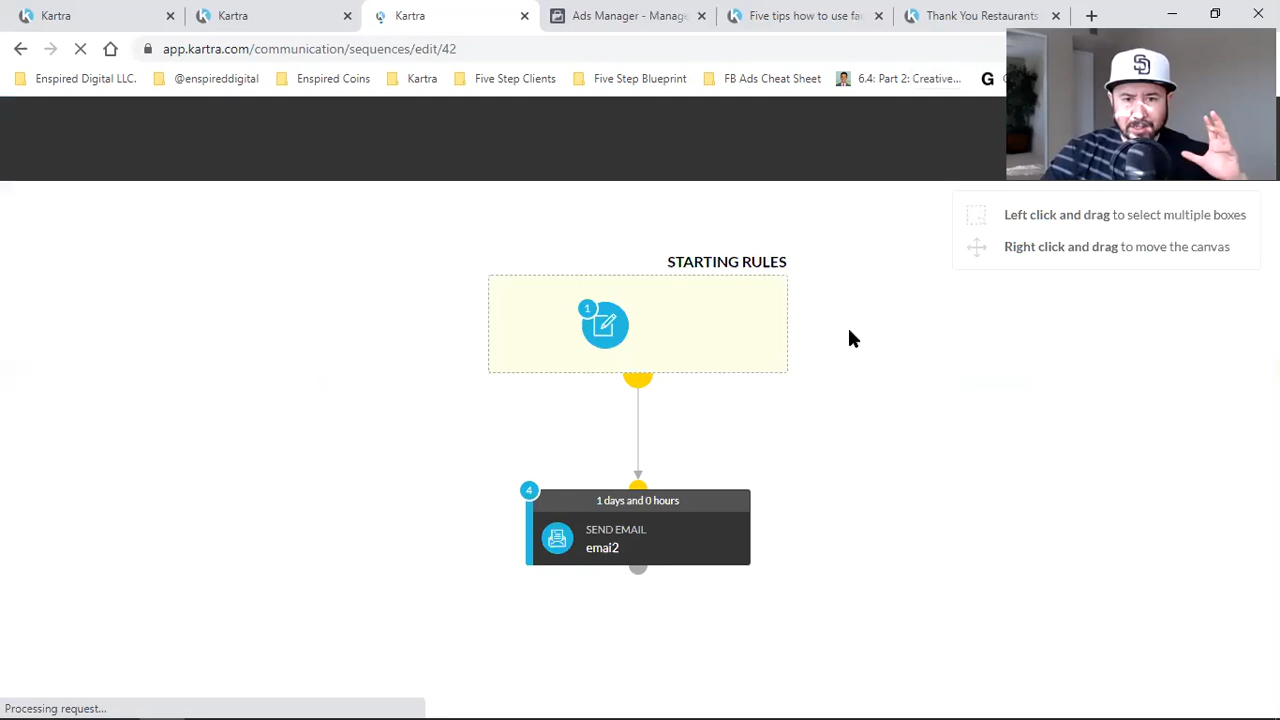 Kartra
Kartra
Kartra
Ads Manager - Manage
Five tips how to use fa
Thank You Restaurants
app.kartra.com/communication/sequences/edit/42
Enspired Digital LLC.
@enspireddigital
Enspired Coins
Kartra
Five Step Clients
Five Step Blueprint
FB Ads Cheat Sheet
6.4: Part 2: Creative...
G
SD
Left click and drag to select multiple boxes
Right click and drag to move the canvas
STARTING RULES
1
4
1 days and 0 hours
SEND EMAIL
emai2
Processing request...